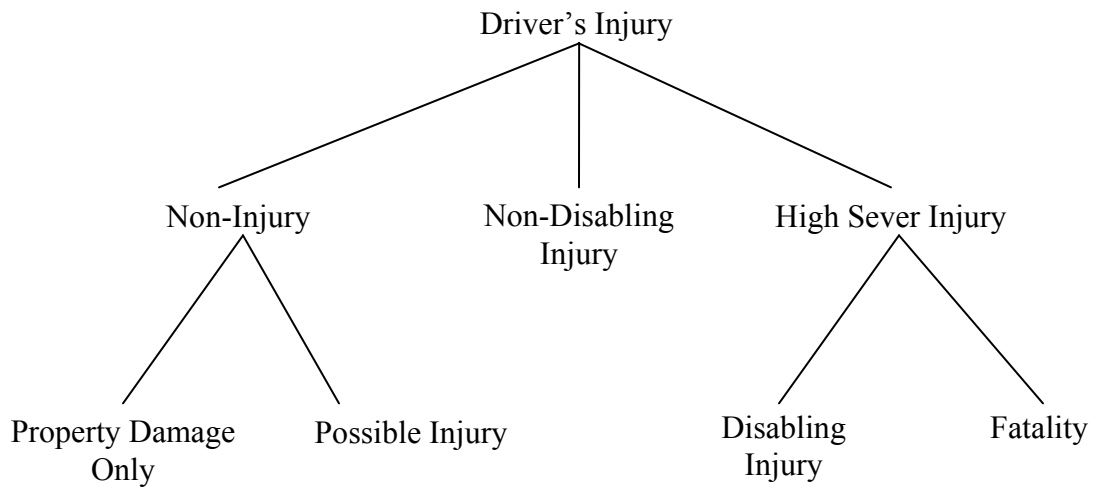 Driver’s Injury
Non-Injury
Non-Disabling
Injury
High Sever Injury
Property Damage
Only
Possible Injury
Disabling
Injury
Fatality